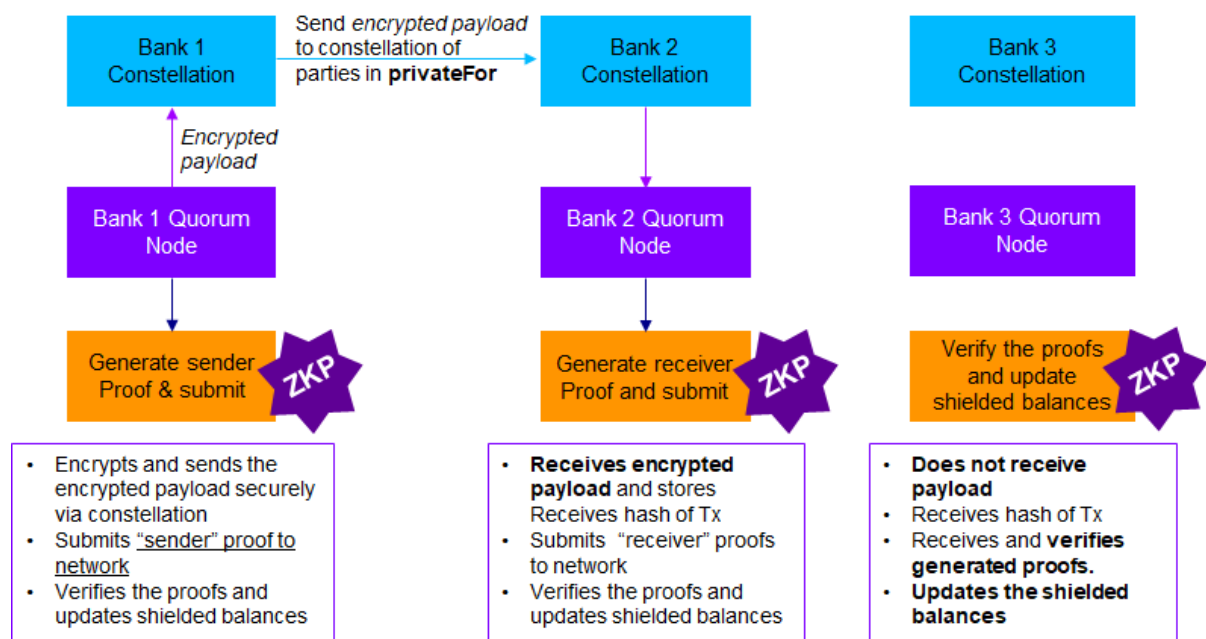 Bank 1
Constellation
Send encrypted payload
to constellation of
parties in privateFor
Bank 2
Constellation
Bank 3
Constellation
Encrypted
payload
Bank 1 Quorum
Node
Bank 2 Quorum
Node
Bank 3 Quorum
Node
Generate sender
Proof & submit
ZKP
Generate receiver
Proof and submit
ZKP
Verify the proofs
and update
shielded balances
ZKP
• Encrypts and sends the
encrypted payload securely
via constellation
• Submits “sender” proof to
network
• Verifies the proofs and
updates shielded balances
• Receives encrypted
payload and stores
Receives hash of Tx
• Submits “receiver” proofs
to network
• Verifies the proofs and
updates shielded balances
• Does not receive
payload
• Receives hash of Tx
• Receives and verifies
generated proofs.
• Updates the shielded
balances